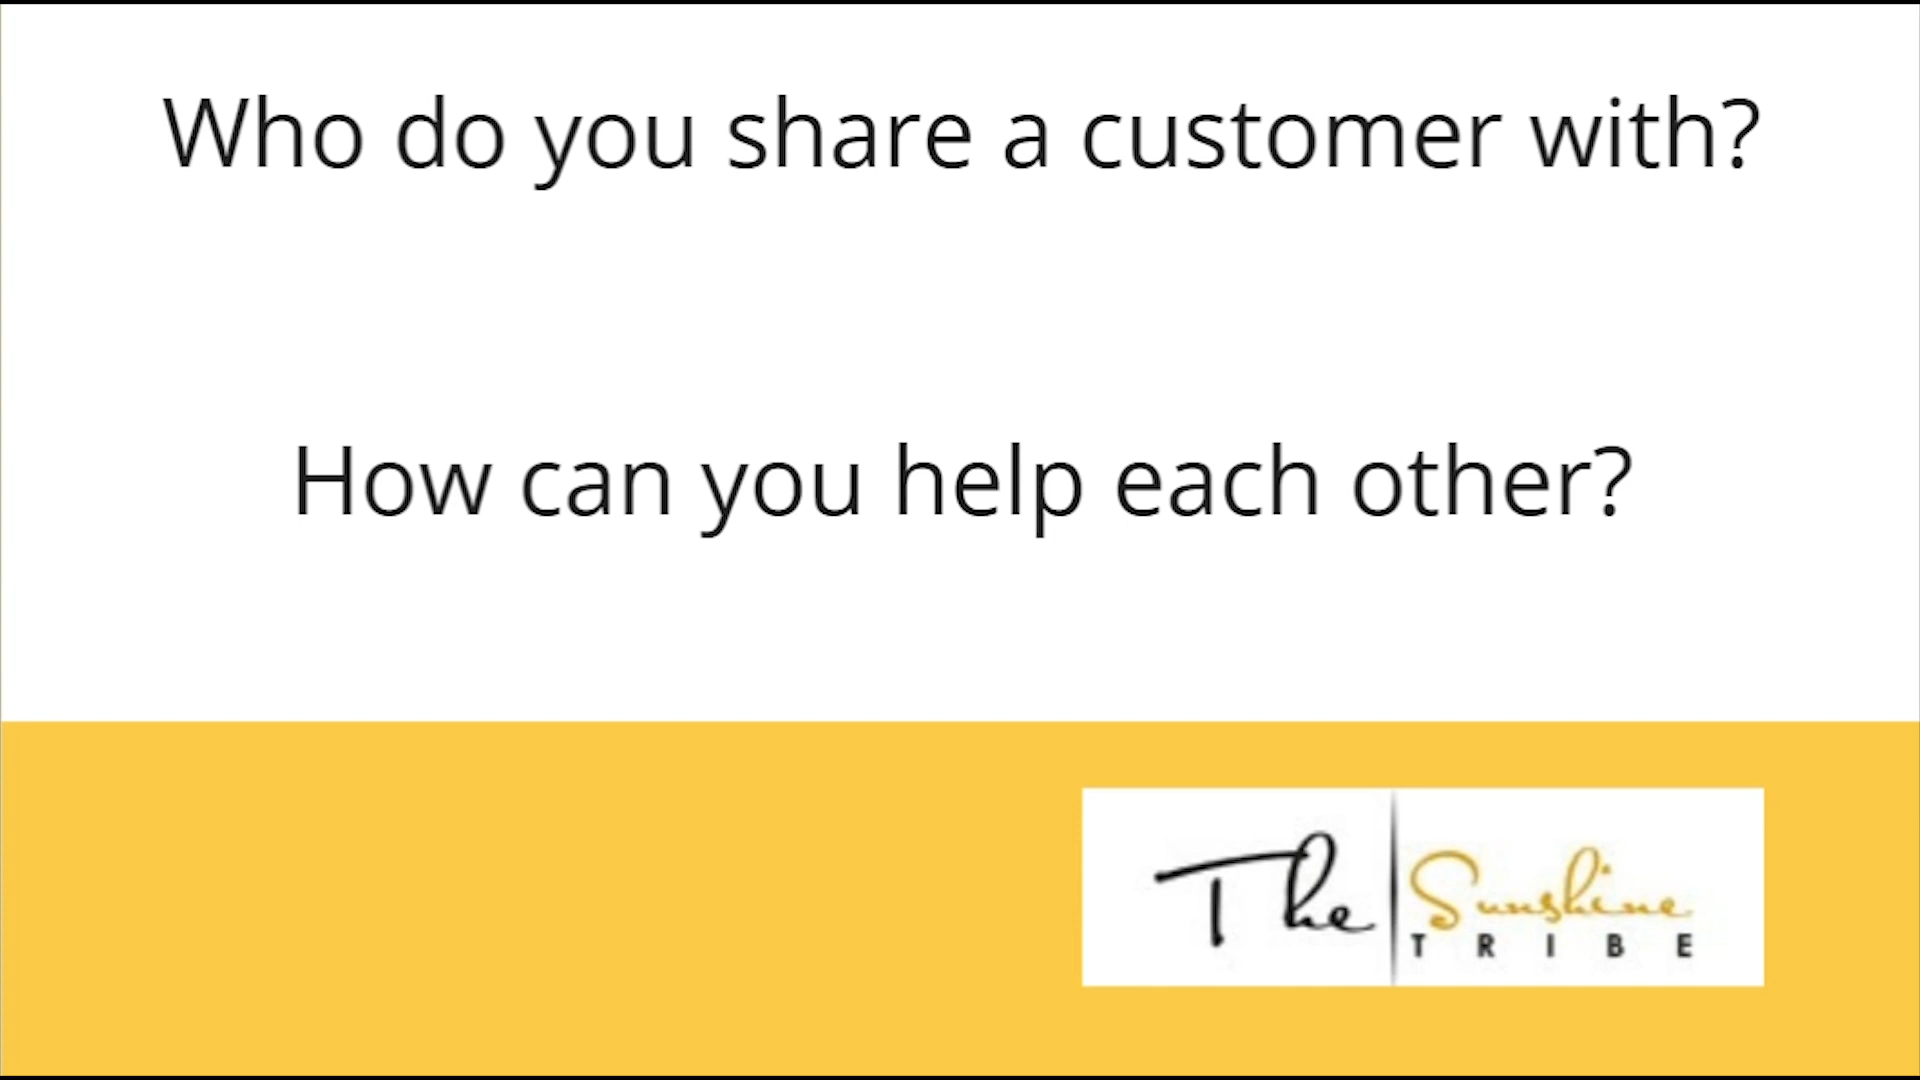 Who do you share a customer with?
How can you help each other?
The Sunshine
TRIBE